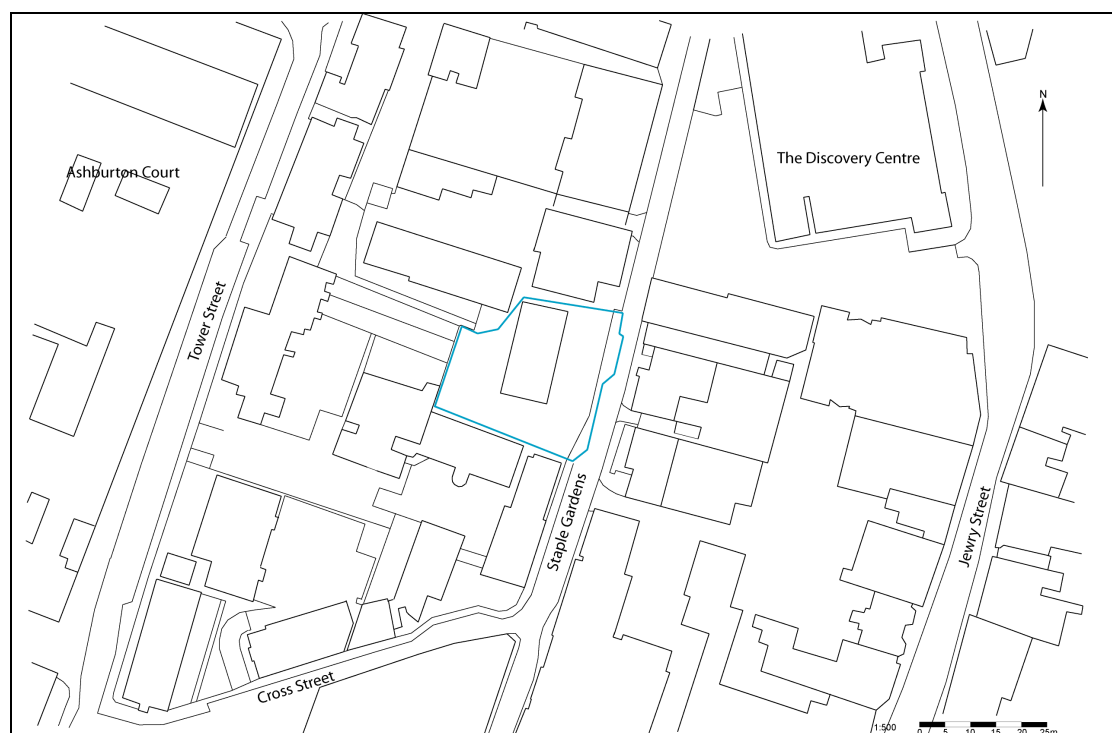 N
The Discovery Centre
Ashburton Court
Tower Street
Staple Gardens
Jewry Street
Cross Street
1:500
0 5 10 15 20 25m